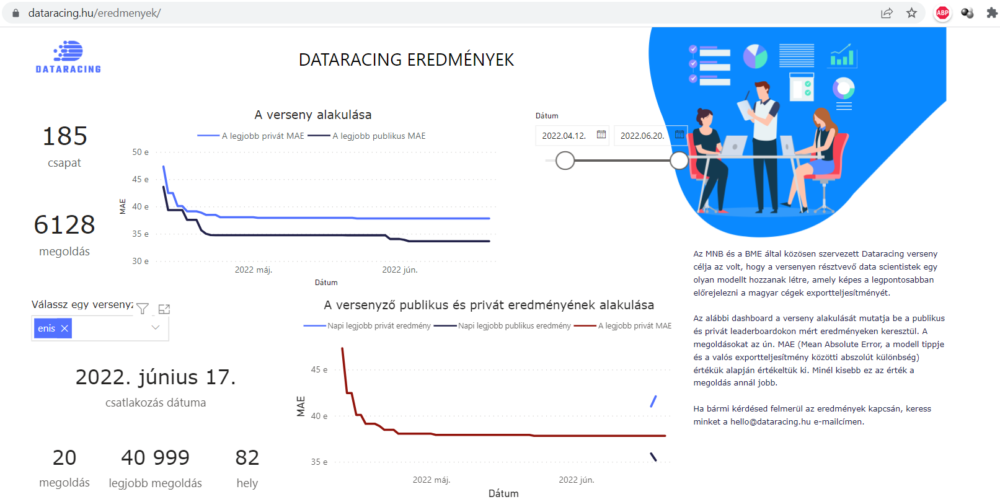 dataracing.hu/eredmenyek/
ABP
DATARACING
DATARACING EREDMÉNYEK
185
csapat
6128
megoldás
A verseny alakulása
A legjobb privát MAE
A legjobb publikus MAE
50 e
45 e
40 e
35 e
30 e
MAE
2022 máj.
2022 jún.
Dátum
Dátum
2022.04.12.
2022.06.20.
Az MNB és a BME által közösen szervezett Dataracing verseny
célja az volt, hogy a versenyen résztvevő data scientistek egy
olyan modellt hozzanak létre, amely képes a legpontosabban
előrejelezni a magyar cégek exportteljesítményét.
Az alábbi dashboard a verseny alakulását mutatja be a publikus
és privát leaderboardokon mért eredményeken keresztül. A
megoldásokat az ún. MAE (Mean Absolute Error, a modell tippje
és a valós exportteljesítmény közötti abszolút különbség)
értékük alapján értékeltük ki. Minél kisebb ez az érték a
megoldás annál jobb.
Ha bármi kérdésed felmerül az eredmények kapcsán, keress
minket a hello@dataracing.hu e-mailcímen.
Válassz egy versenyz
enis
2022. június 17.
csatlakozás dátuma
20
megoldás
40 999
legjobb megoldás
82
hely
A versenyző publikus és privát eredményének alakulása
Napi legjobb privát eredmény
Napi legjobb publikus eredmény
A legjobb privát MAE
45 e
40 e
35 e
MAE
2022 máj.
2022 jún.
Dátum